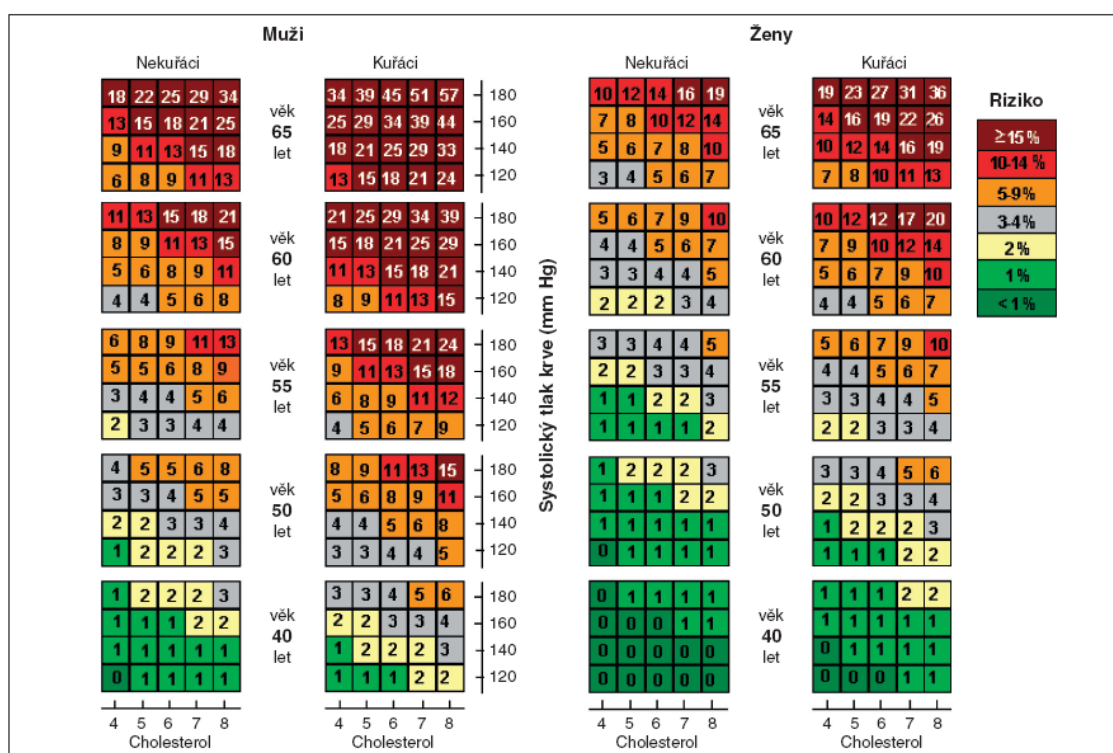 Muži Ženy
Nekuřáci Kuřáci Nekuřáci Kuřáci
18 22 25 29 34 věk 34 39 45 51 57 180 10 12 14 16 19 věk 19 23 27 31 36 Riziko
13 15 18 21 25 65 25 29 34 39 44 160 7 8 10 12 14 65 14 16 19 22 26 ≥15 %
9 11 13 15 18 let 18 21 25 29 33 140 5 6 7 8 10 let 10 12 14 16 19 10-14 %
6 8 9 11 13 13 15 18 21 24 120 3 4 5 6 7 7 8 10 11 13 5-9%
11 13 15 18 21 věk 21 25 29 34 39 180 5 6 7 9 10 věk 10 12 12 17 20 3-4%
8 9 11 13 15 60 15 18 21 25 29 160 4 4 5 6 7 60 7 9 10 12 14 2 %
5 6 8 9 11 let 11 13 15 18 21 140 3 3 4 4 5 let 5 6 7 9 10 1 %
4 4 5 6 8 8 9 11 13 15 120 2 2 2 3 4 4 4 5 6 7 < 1 %
Systolický tlak krve (mm Hg)
6 8 9 11 13 věk 13 15 18 21 24 180 3 3 4 4 5 věk 5 6 7 9 10
5 5 6 8 9 55 9 11 13 15 18 160 2 2 3 3 4 55 4 4 5 6 7
3 4 4 5 6 let 6 8 9 11 12 140 1 1 2 2 3 let 3 3 4 4 5
2 3 3 4 4 4 5 6 7 9 120 1 1 1 1 2 2 2 3 3 4
4 5 5 6 8 věk 8 9 11 13 15 180 1 2 2 2 3 věk 3 3 4 5 6
3 3 4 5 5 50 5 6 8 9 11 160 1 1 1 2 2 50 2 2 3 3 4
2 2 3 3 4 let 4 4 5 6 8 140 1 1 1 1 1 let 1 2 2 2 3
1 2 2 2 3 3 3 4 4 5 120 0 1 1 1 1 1 1 1 2 2
1 2 2 2 3 věk 3 3 4 5 6 180 0 1 1 1 1 věk 1 1 1 2 2
1 1 1 2 2 40 2 2 3 3 4 160 0 0 0 1 1 40 1 1 1 1 1
1 1 1 1 1 let 1 2 2 2 3 140 0 0 0 0 0 let 0 1 1 1 1
0 1 1 1 1 1 1 1 2 2 120 0 0 0 0 0 0 0 0 1 1
4 5 6 7 8 4 5 6 7 8 4 5 6 7 8 4 5 6 7 8
Cholesterol Cholesterol Cholesterol Cholesterol